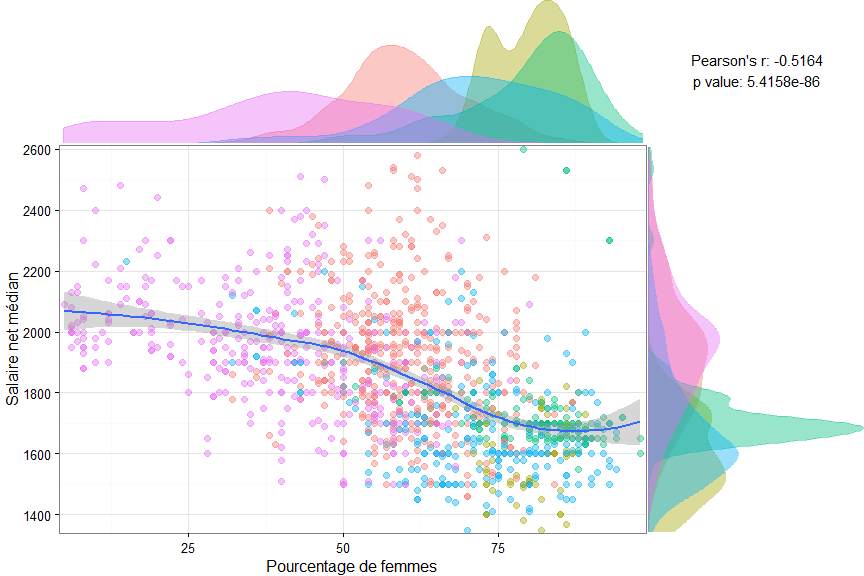 Pearson's r: -0.5164
p value: 5.4158e-86
2600
2400
2200
2000
1800
1600
1400
Salaire net médian
25 50 75
Pourcentage de femmes